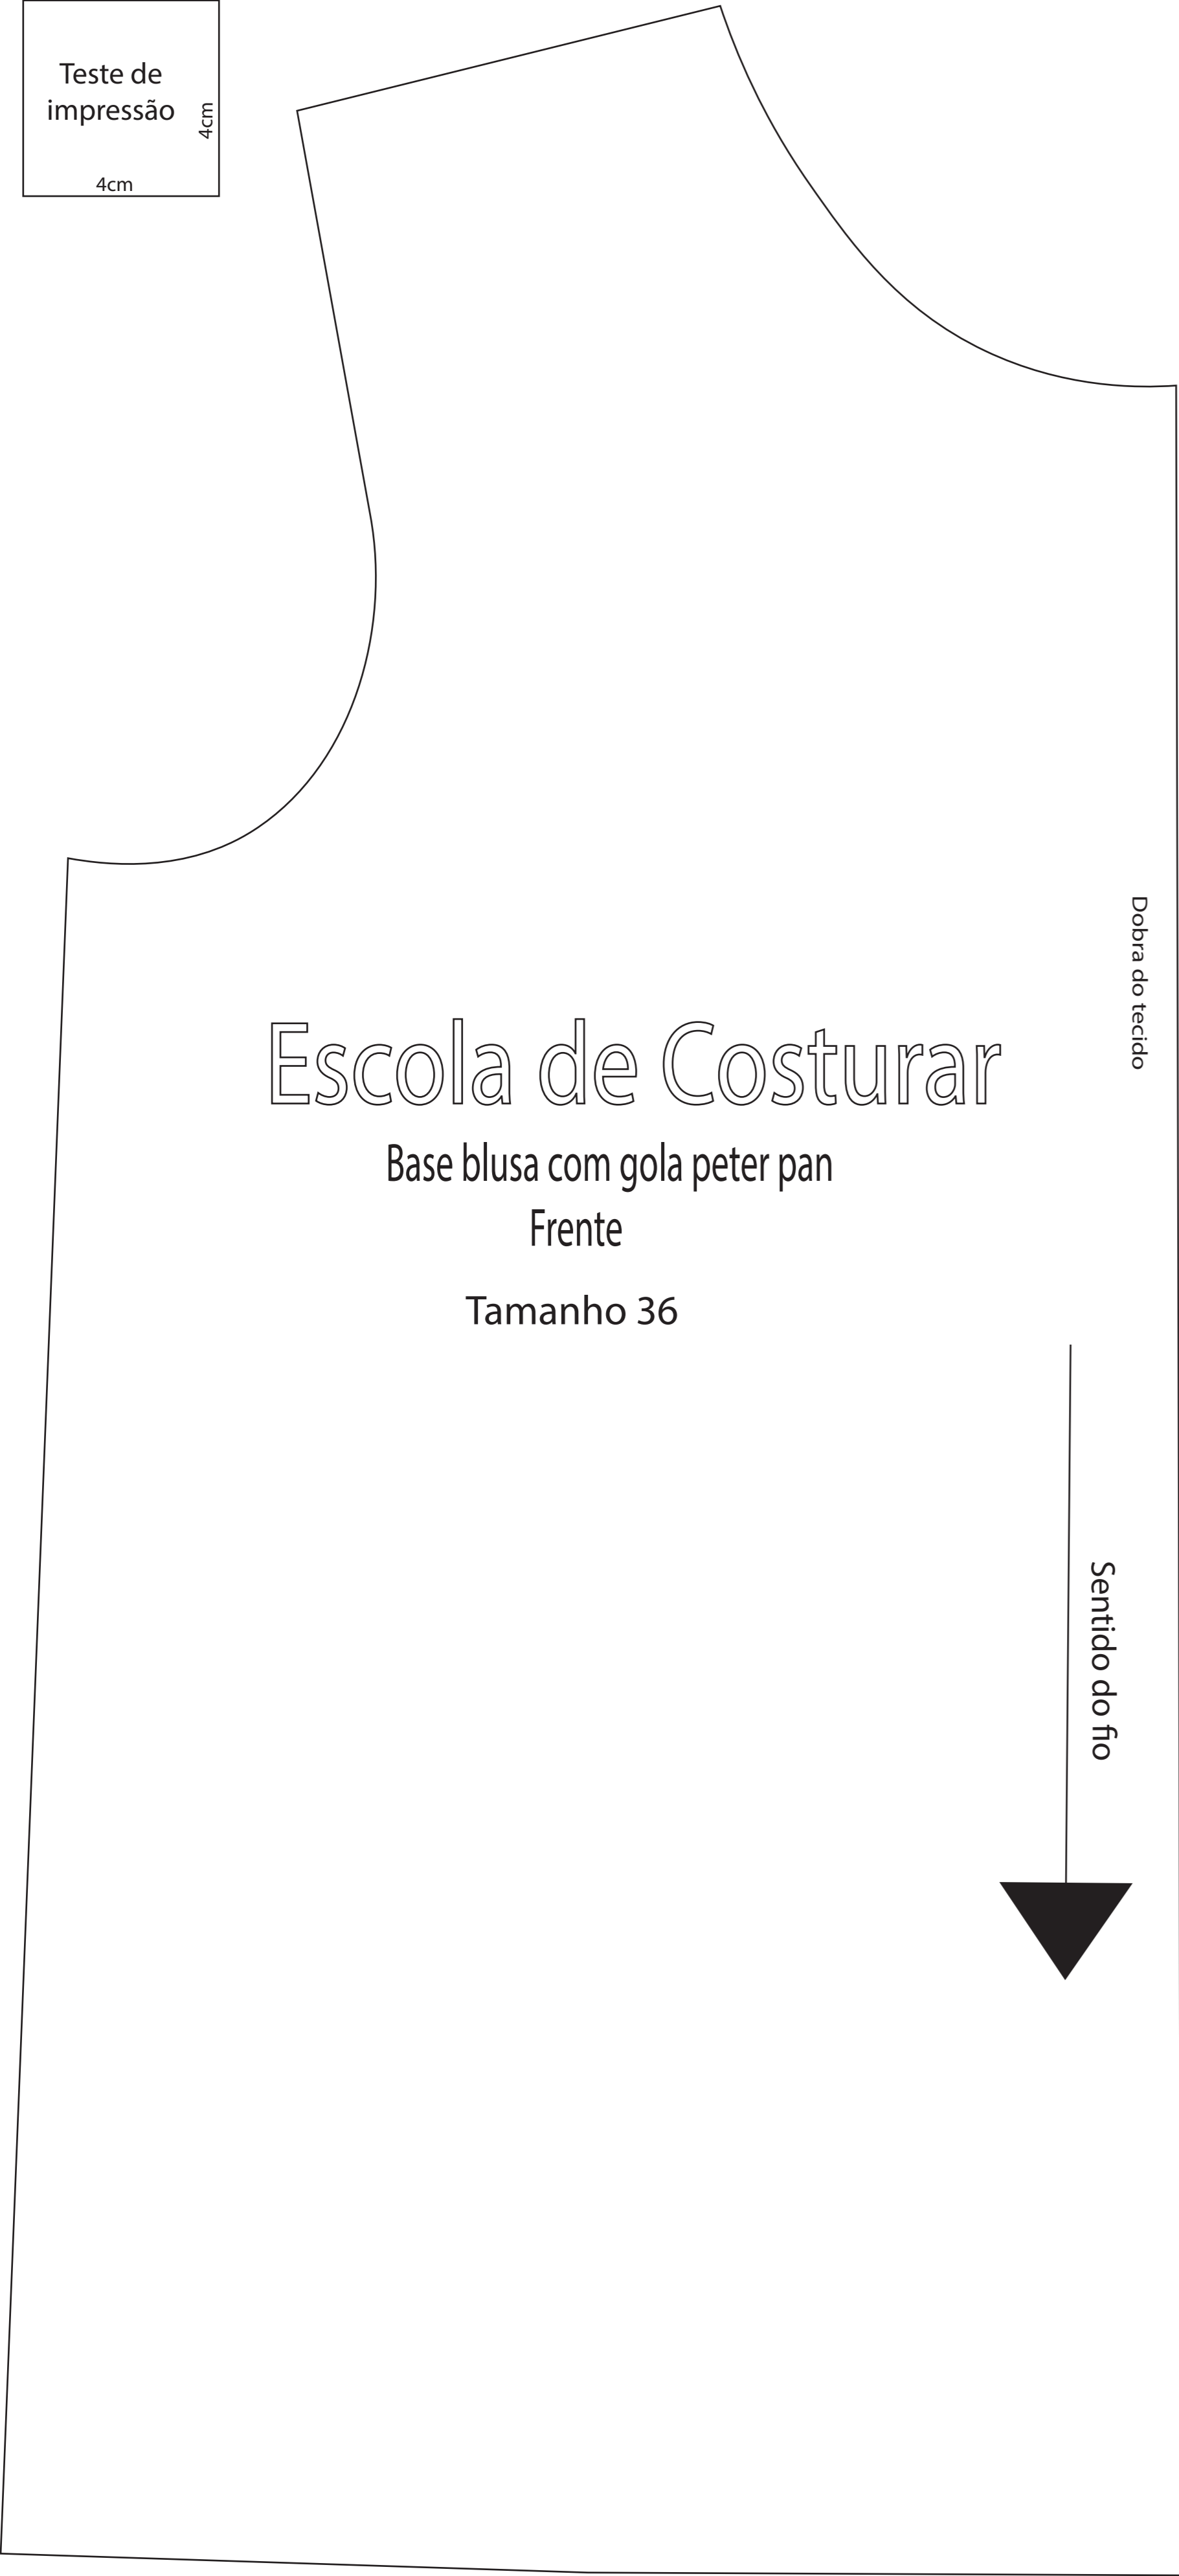 Teste de
impressão
4cm
4cm
Dobra do tecido
Escola de Costurar
Base blusa com gola peter pan
Frente
Tamanho 36
Sentido do fio